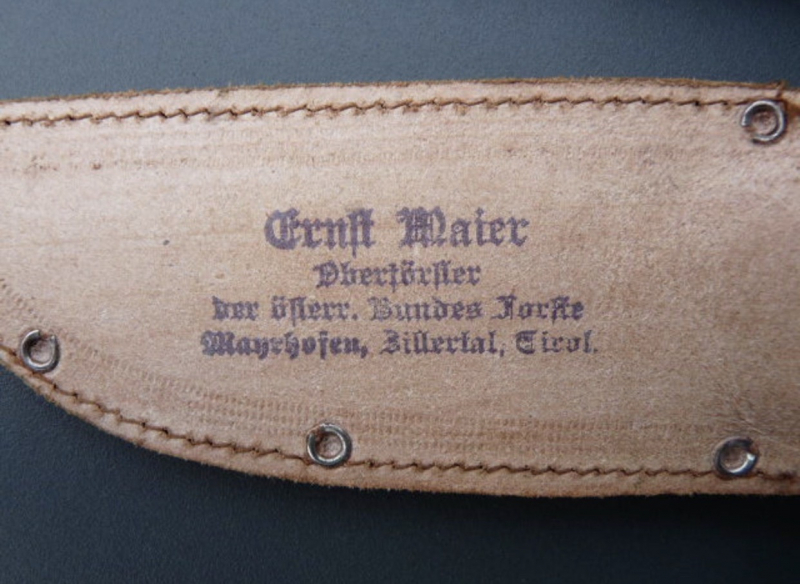 Ernst Maier
Oberförster
der österr. Bundes Forste
Mayrhofen, Zillertal, Tirol.